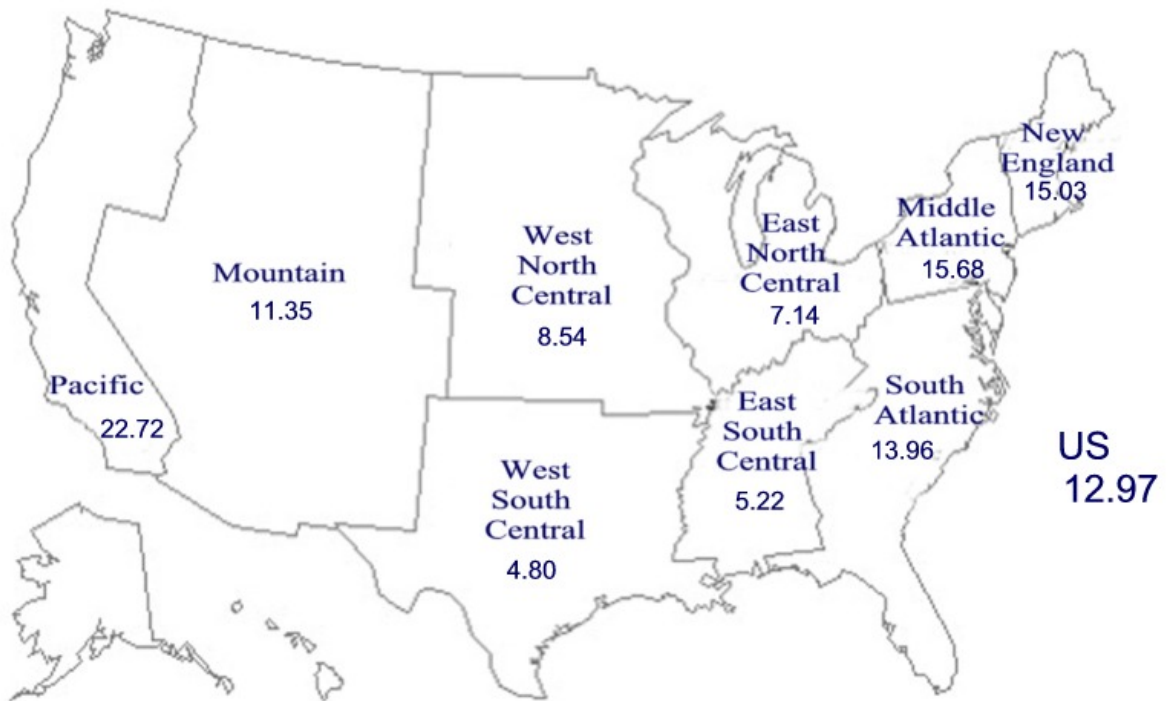 New
England
15.03
Middle
Atlantic
15.68
East
North
Central
7.14
West
North
Central
8.54
Mountain
11.35
Pacific
22.72
South
Atlantic
13.96
East
South
Central
5.22
West
South
Central
4.80
US
12.97